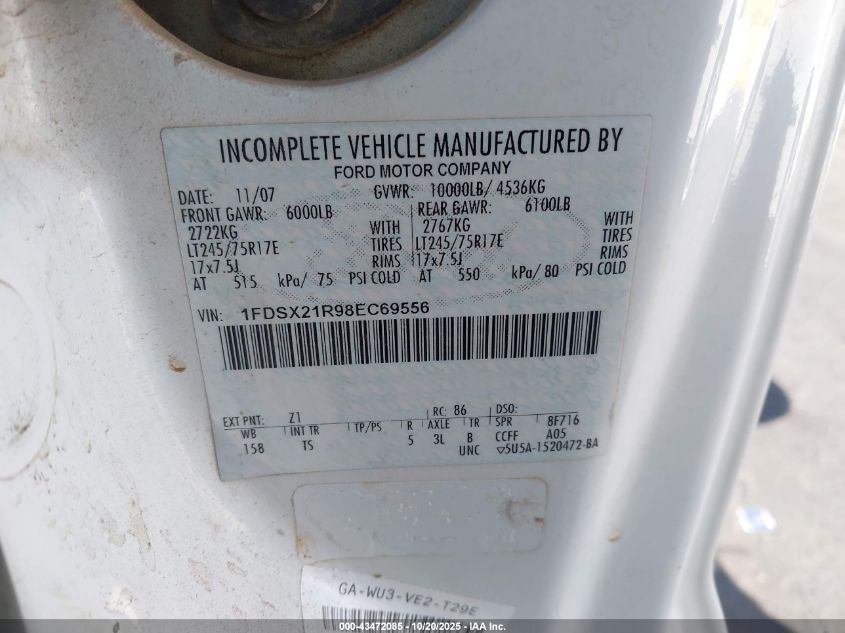 INCOMPLETE VEHICLE MANUFACTURED BY
FORD MOTOR COMPANY
DATE: 11/07 GVWR: 10000LB/ 4536KG
FRONT GAWR: 6000LB REAR GAWR: 6100LB
2722KG WITH 2767KG WITH
LT245/75R17E TIRES LT245/75R17E TIRES
17x7.5J RIMS 17x7.5J RIMS
AT 515 kPa/ 75 PSI COLD AT 550 kPa/ 80 PSI COLD
VIN: 1FDSX21R98EC69556
EXT PNT: Z1 RC: 86 DSO:
WB INT TR TP/PS R AXLE TR SPR 8F716
158 TS 5 3L B CCFF A05
UNC ▽5U5A-1520472-BA
GA-WU3-VE2-T29E
000-43472085 - 10/20/2025 - IAA Inc.